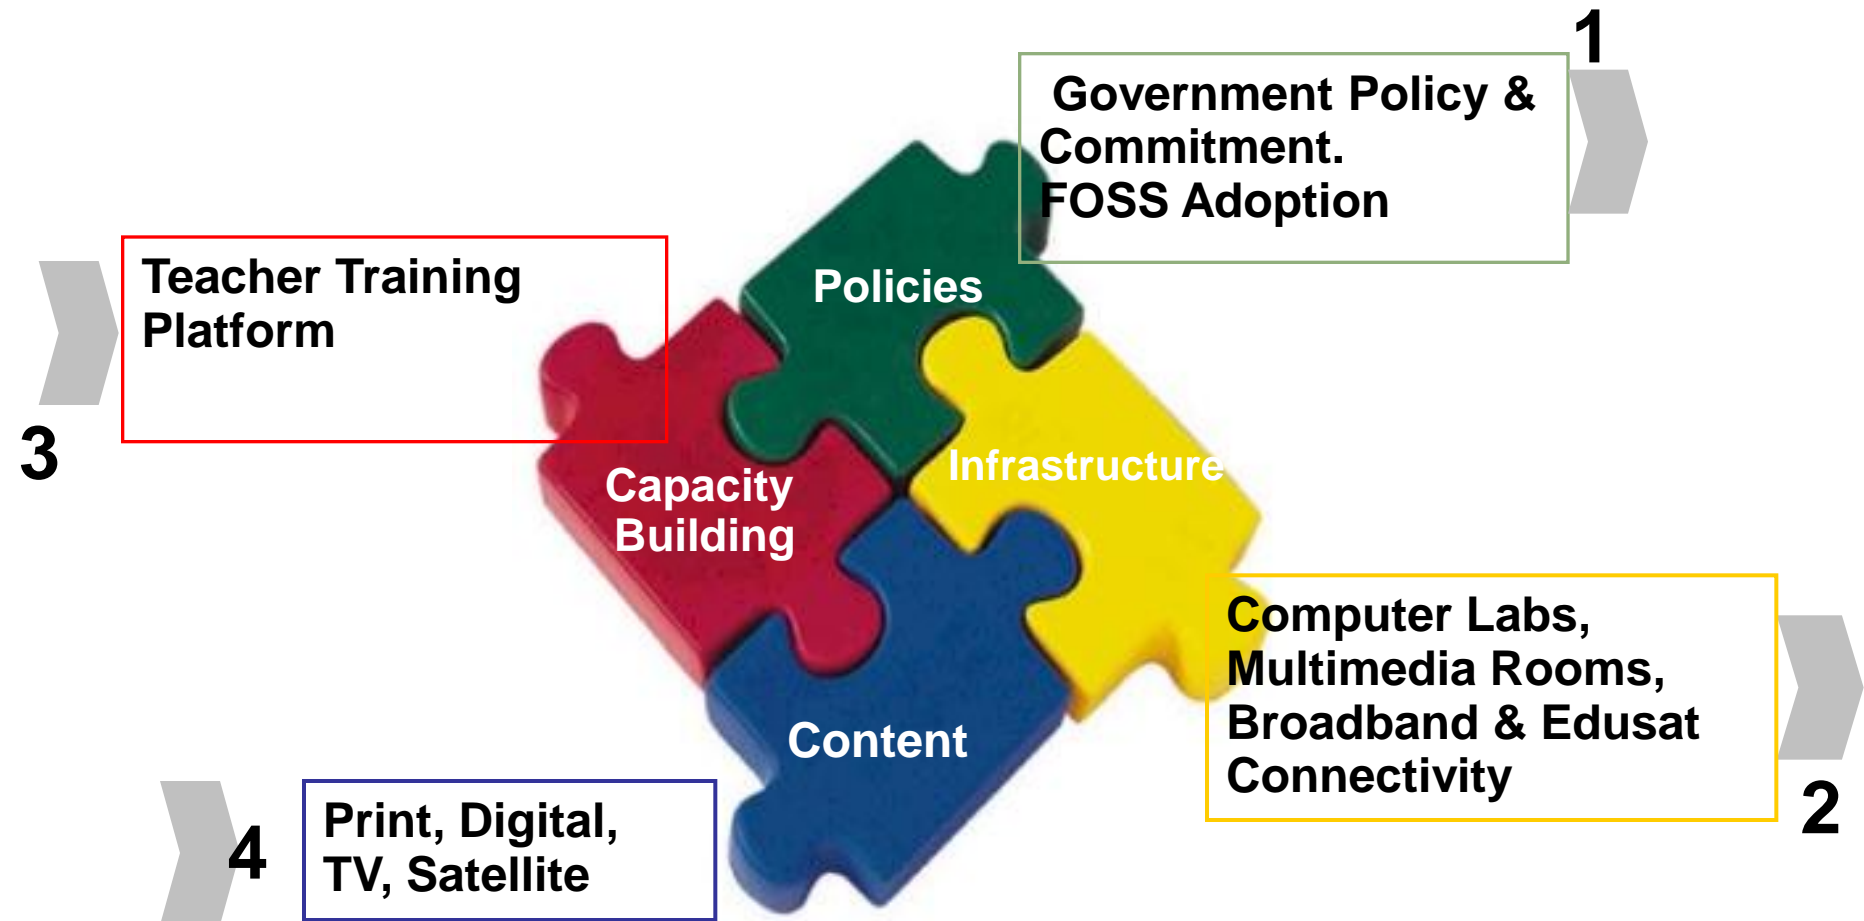 1
Government Policy &
Commitment.
FOSS Adoption
Policies
Teacher Training
Platform
3
Capacity
Building
Infrastructure
Computer Labs,
Multimedia Rooms,
Broadband & Edusat
Connectivity
2
Content
4
Print, Digital,
TV, Satellite